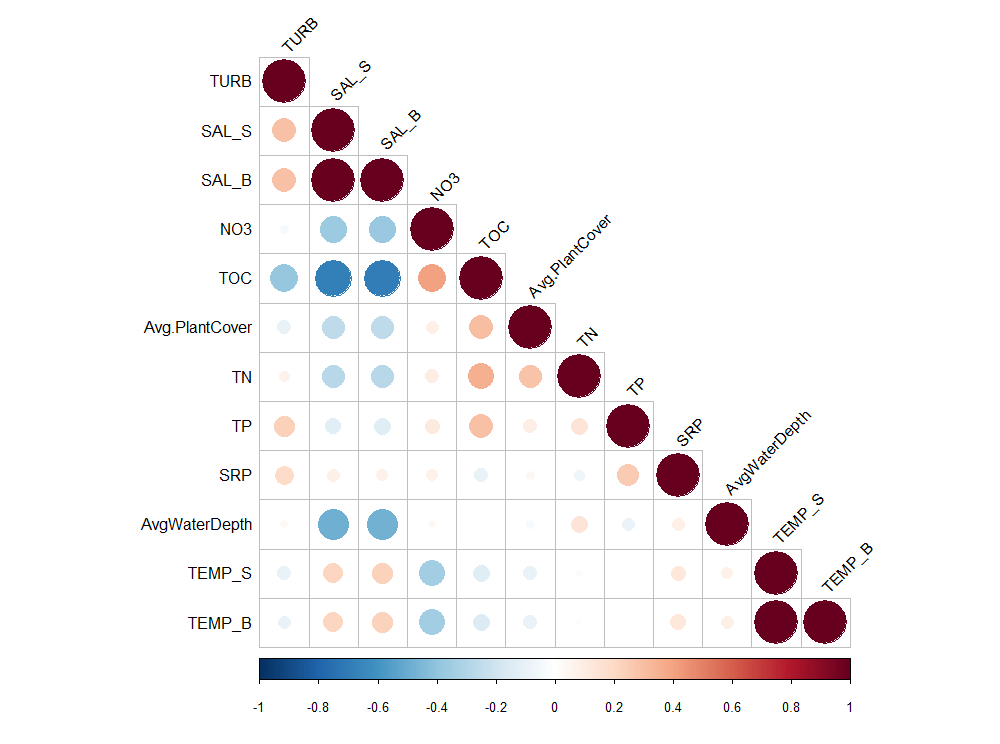 TURB
SAL_S
SAL_B
NO3
TOC
Avg.PlantCover
TN
TP
SRP
AvgWaterDepth
TEMP_S
TEMP_B
TURB
SAL_S
SAL_B
NO3
TOC
Avg.PlantCover
TN
TP
SRP
AvgWaterDepth
TEMP_S
TEMP_B
-1 -0.8 -0.6 -0.4 -0.2 0 0.2 0.4 0.6 0.8 1